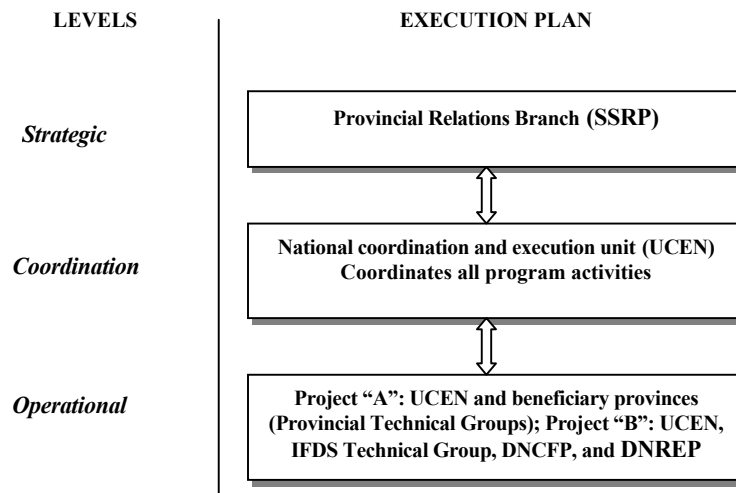 LEVELS EXECUTION PLAN
Strategic
Provincial Relations Branch (SSRP)
Coordination
National coordination and execution unit (UCEN)
Coordinates all program activities
Operational
Project “A”: UCEN and beneficiary provinces
(Provincial Technical Groups); Project “B”: UCEN,
IFDS Technical Group, DNCFP, and DNREP